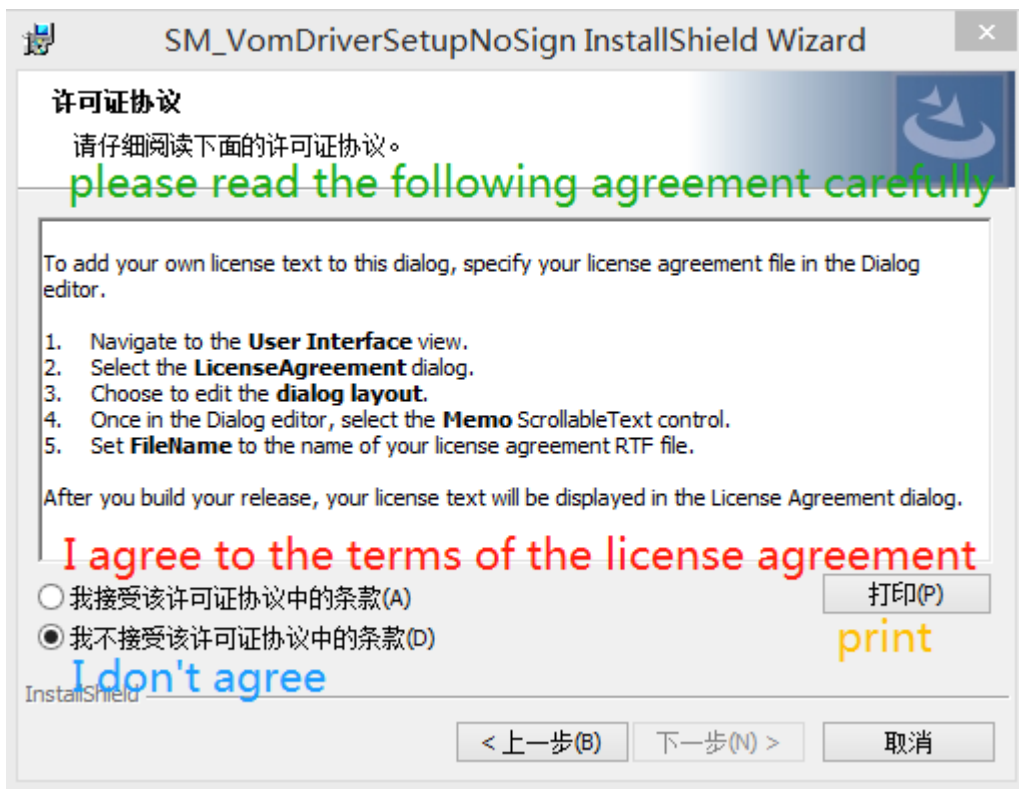 SM_VomDriverSetupNoSign InstallShield Wizard
许可证协议
请仔细阅读下面的许可证协议。
please read the following agreement carefully
To add your own license text to this dialog, specify your license agreement file in the Dialog
editor.
1. Navigate to the User Interface view.
2. Select the LicenseAgreement dialog.
3. Choose to edit the dialog layout.
4. Once in the Dialog editor, select the Memo ScrollableText control.
5. Set FileName to the name of your license agreement RTF file.
After you build your release, your license text will be displayed in the License Agreement dialog.
I agree to the terms of the license agreement
我接受该许可证协议中的条款(A)
打印(P)
我不接受该许可证协议中的条款(D)
print
I don't agree
InstallShield
<上一步(B)
下一步(N) >
取消